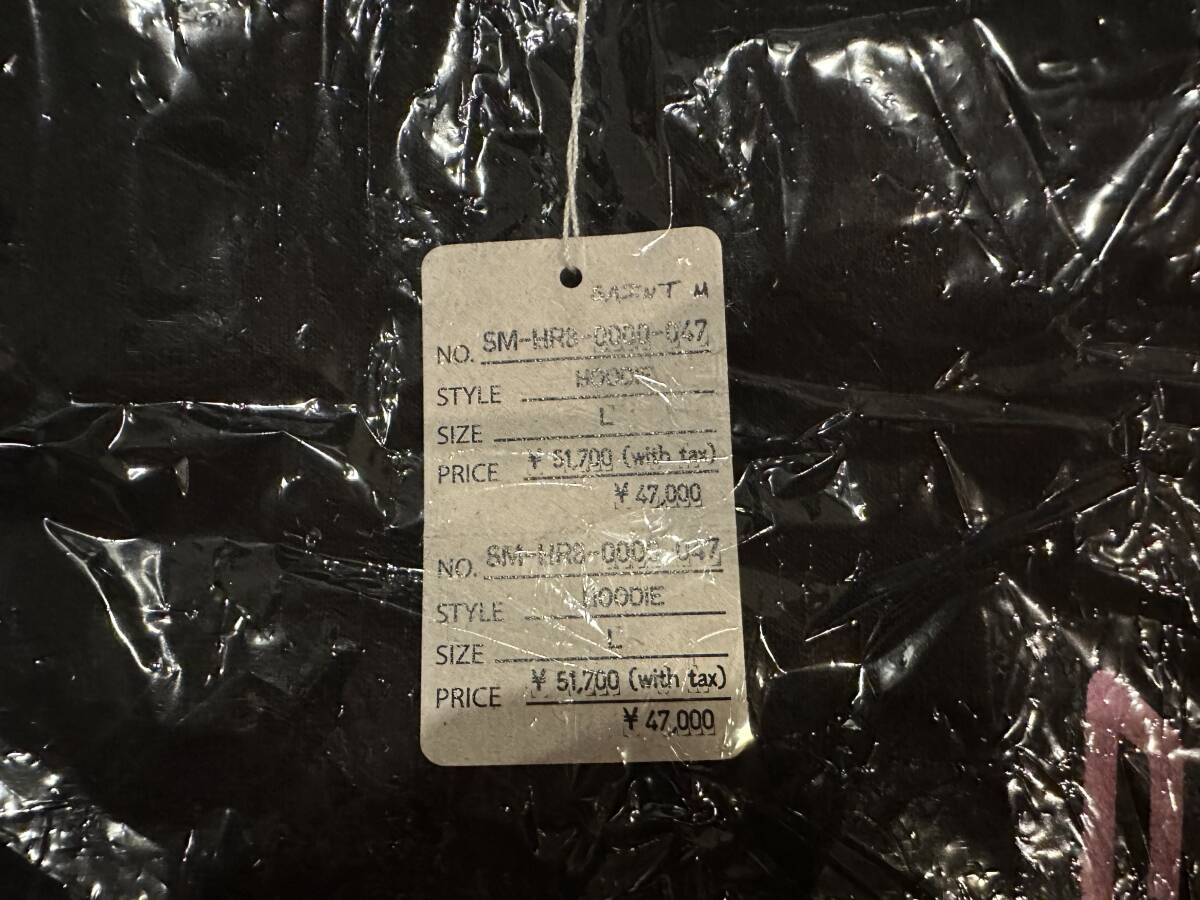 SAINT M
NO. SM-HR8-0000-047
STYLE HOODIE
SIZE L
PRICE ¥ 51,700 (with tax)
¥ 47,000
NO. SM-HR8-0000-047
STYLE HOODIE
SIZE L
PRICE ¥ 51,700 (with tax)
¥ 47,000